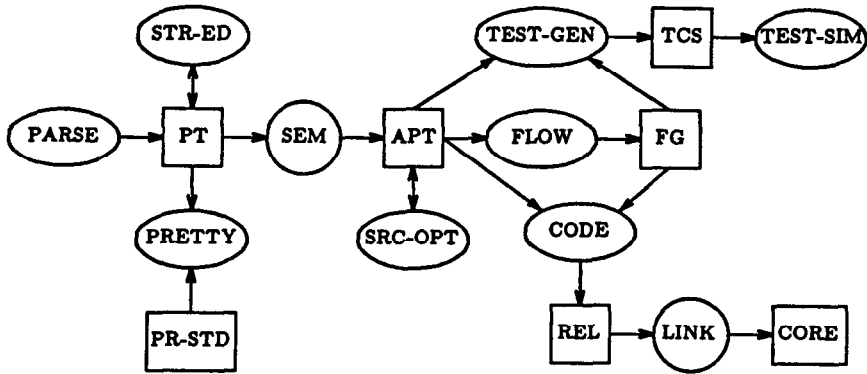 STR-ED
TEST-GEN
TCS
TEST-SIM
PARSE
PT
SEM
APT
FLOW
FG
PRETTY
SRC-OPT
CODE
PR-STD
REL
LINK
CORE